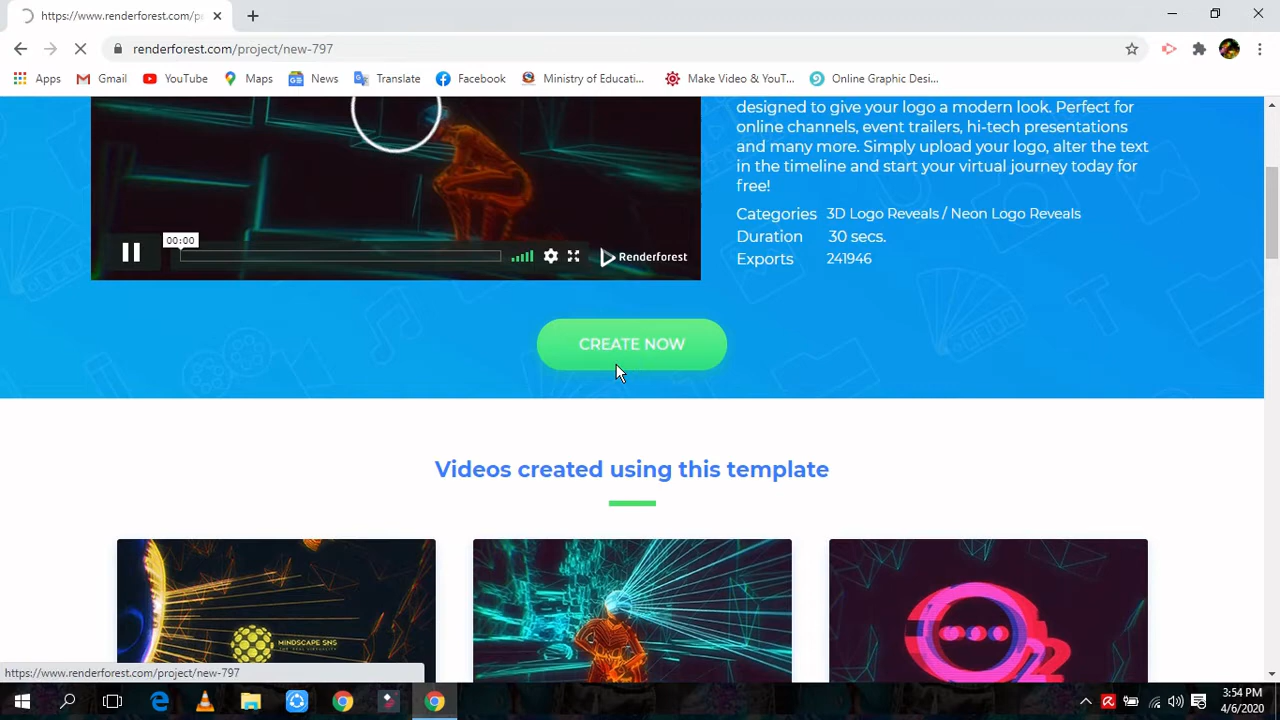 https://www.renderforest.com/p
renderforest.com/project/new-797
Apps
Gmail
YouTube
Maps
News
Translate
Facebook
Ministry of Educati...
Make Video & YouT...
Online Graphic Desi...
designed to give your logo a modern look. Perfect for
online channels, event trailers, hi-tech presentations
and many more. Simply upload your logo, alter the text
in the timeline and start your virtual journey today for
free!
Categories 3D Logo Reveals / Neon Logo Reveals
Duration 30 secs.
Exports 241946
00:00
Renderforest
CREATE NOW
Videos created using this template
MINDSCAPE SNS
https://www.renderforest.com/project/new-797
3:54 PM
4/6/2020